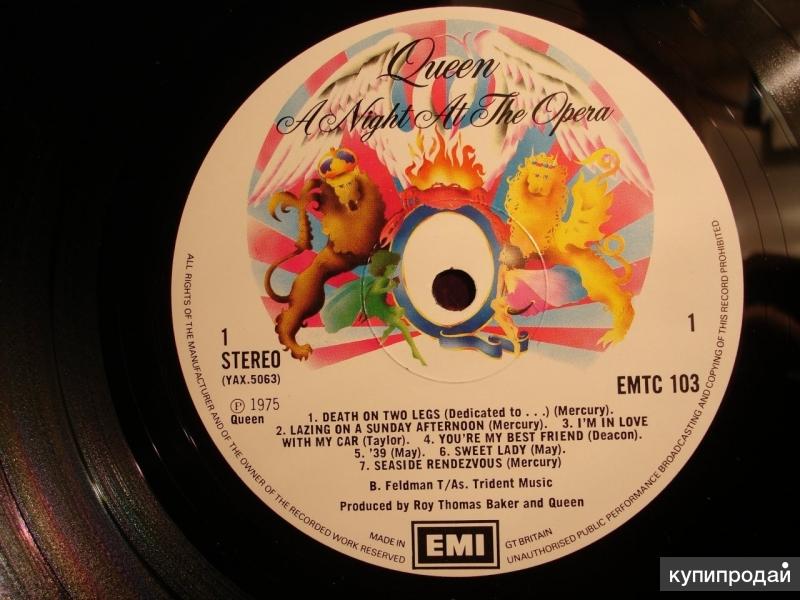 Queen
A Night At The Opera
1
STEREO
(YAX.5063)
Ⓟ 1975
Queen
1
EMTC 103
1. DEATH ON TWO LEGS (Dedicated to . . .) (Mercury).
2. LAZING ON A SUNDAY AFTERNOON (Mercury). 3. I'M IN LOVE
WITH MY CAR (Taylor). 4. YOU'RE MY BEST FRIEND (Deacon).
5. '39 (May). 6. SWEET LADY (May).
7. SEASIDE RENDEZVOUS (Mercury)
B. Feldman T/As. Trident Music
Produced by Roy Thomas Baker and Queen
ALL RIGHTS OF THE MANUFACTURER AND OF THE OWNER OF THE RECORDED WORK RESERVED
UNAUTHORISED PUBLIC PERFORMANCE BROADCASTING AND COPYING OF THIS RECORD PROHIBITED
MADE IN
GT BRITAIN
EMI
купипродай